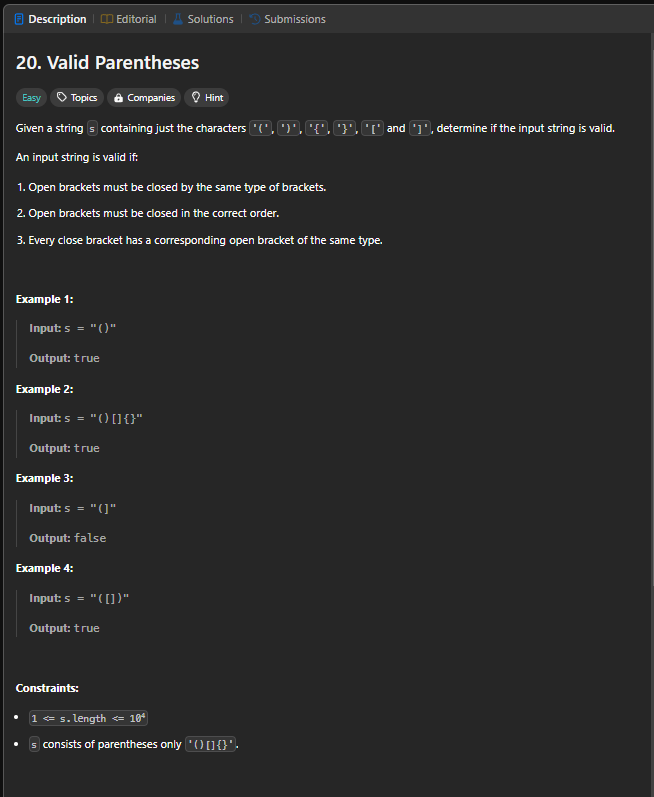 Description | Editorial | Solutions | Submissions
20. Valid Parentheses
Easy Topics Companies Hint
Given a string s containing just the characters '(', ')', '{', '}', '[' and ']', determine if the input string is valid.
An input string is valid if:
1. Open brackets must be closed by the same type of brackets.
2. Open brackets must be closed in the correct order.
3. Every close bracket has a corresponding open bracket of the same type.
Example 1:
Input: s = "()"
Output: true
Example 2:
Input: s = "()[]{}"
Output: true
Example 3:
Input: s = "(]"
Output: false
Example 4:
Input: s = "([])"
Output: true
Constraints:
• 1 <= s.length <= 10⁴
• s consists of parentheses only '()[]{}'.